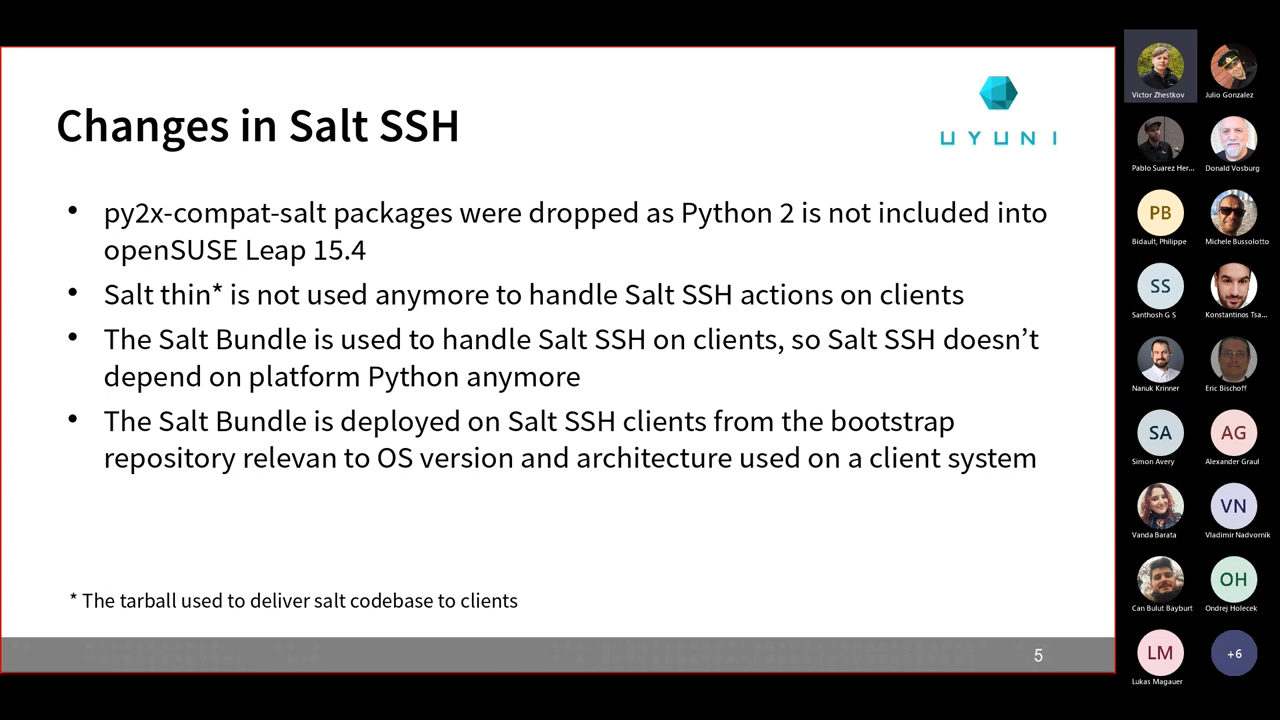 Changes in Salt SSH
UYUNI
• py2x-compat-salt packages were dropped as Python 2 is not included into
openSUSE Leap 15.4
• Salt thin* is not used anymore to handle Salt SSH actions on clients
• The Salt Bundle is used to handle Salt SSH on clients, so Salt SSH doesn’t
depend on platform Python anymore
• The Salt Bundle is deployed on Salt SSH clients from the bootstrap
repository relevan to OS version and architecture used on a client system
* The tarball used to deliver salt codebase to clients
5
Victor Zhestkov
Julio Gonzalez
Pablo Suarez Her...
Donald Vosburg
PB
Bidault, Philippe
Michele Bussolotto
SS
Santhosh G S
Konstantinos Tsa...
Nanuk Krinner
Eric Bischoff
SA
Simon Avery
AG
Alexander Graul
Vanda Barata
VN
Vladimir Nadvornik
Can Bulut Bayburt
OH
Ondrej Holecek
LM
Lukas Magauer
+6